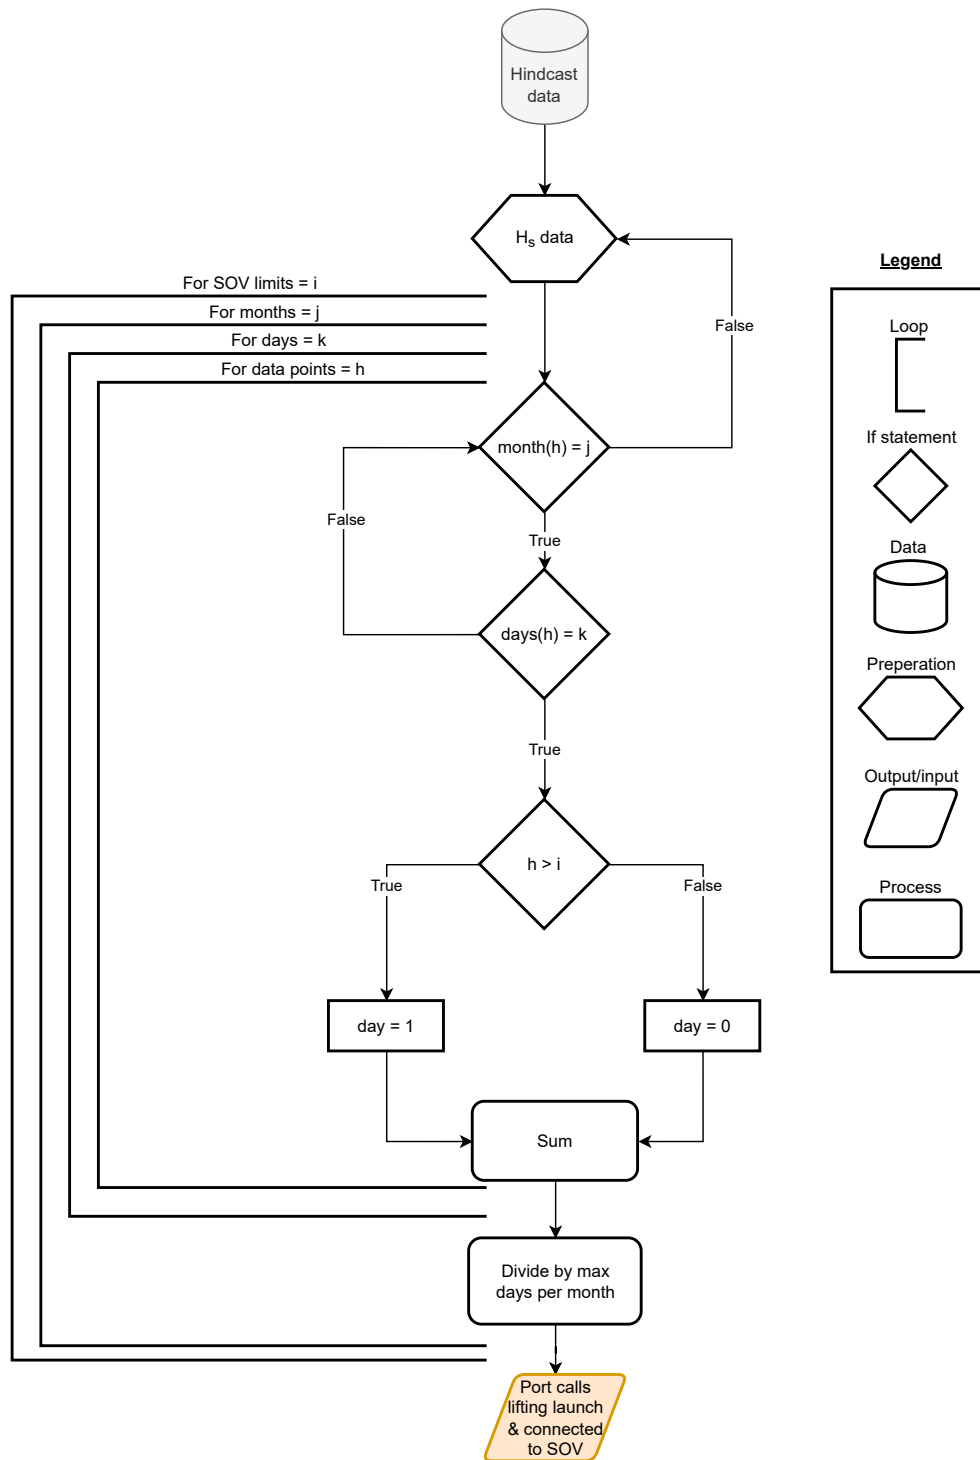 Hindcast
data
Hs data
Legend
For SOV limits = i
For months = j
For days = k
For data points = h
False
Loop
month(h) = j
If statement
False
True
Data
days(h) = k
Preperation
True
Output/input
h > i
True
False
Process
day = 1
day = 0
Sum
Divide by max
days per month
Port calls
lifting launch
& connected
to SOV